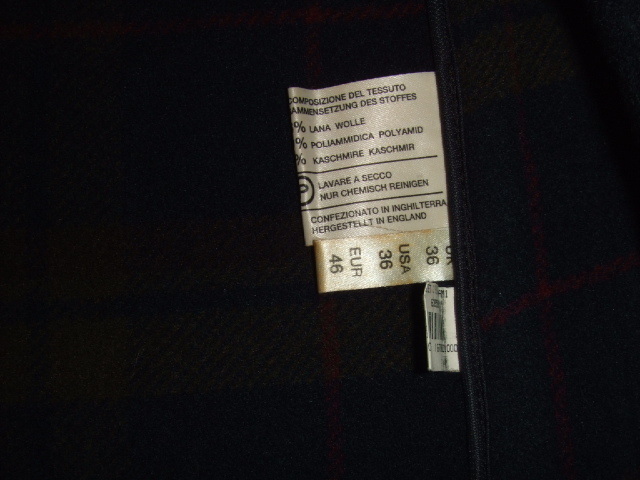 COMPOSIZIONE DEL TESSUTO
AMMENSETZUNG DES STOFFES
% LANA WOLLE
% POLIAMMIDICA POLYAMID
% KASCHMIRE KASCHMIR
P LAVARE A SECCO
NUR CHEMISCH REINIGEN
CONFEZIONATO IN INGHILTERRA
HERGESTELLT IN ENGLAND
UK 36
USA 36
EUR 46